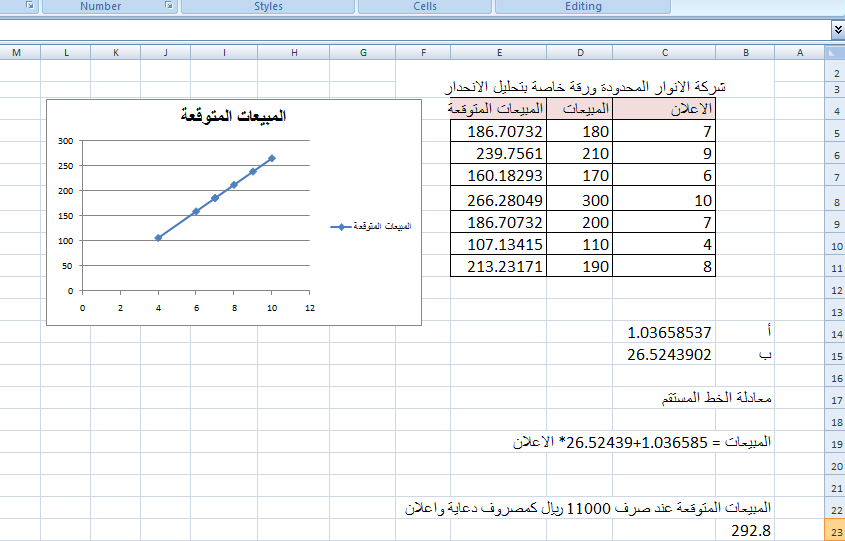 Number Styles Cells Editing
M L K J I H G F E D C B A
2
شركة الانوار المحدودة ورقة خاصة بتحليل الانحدار 3
الاعلان المبيعات المبيعات المتوقعة 4
7 180 186.70732 5
9 210 239.7561 6
6 170 160.18293 7
10 300 266.28049 8
7 200 186.70732 9
4 110 107.13415 10
8 190 213.23171 11
12
13
أ 1.03658537 14
ب 26.5243902 15
16
معادلة الخط المستقم 17
18
المبيعات = 1.036585+26.52439* الاعلان 19
20
21
المبيعات المتوقعة عند صرف 11000 ريال كمصروف دعاية واعلان 22
292.8 23
المبيعات المتوقعة
300
250
200
150
100
50
0
0 2 4 6 8 10 12
المبيعات المتوقعة